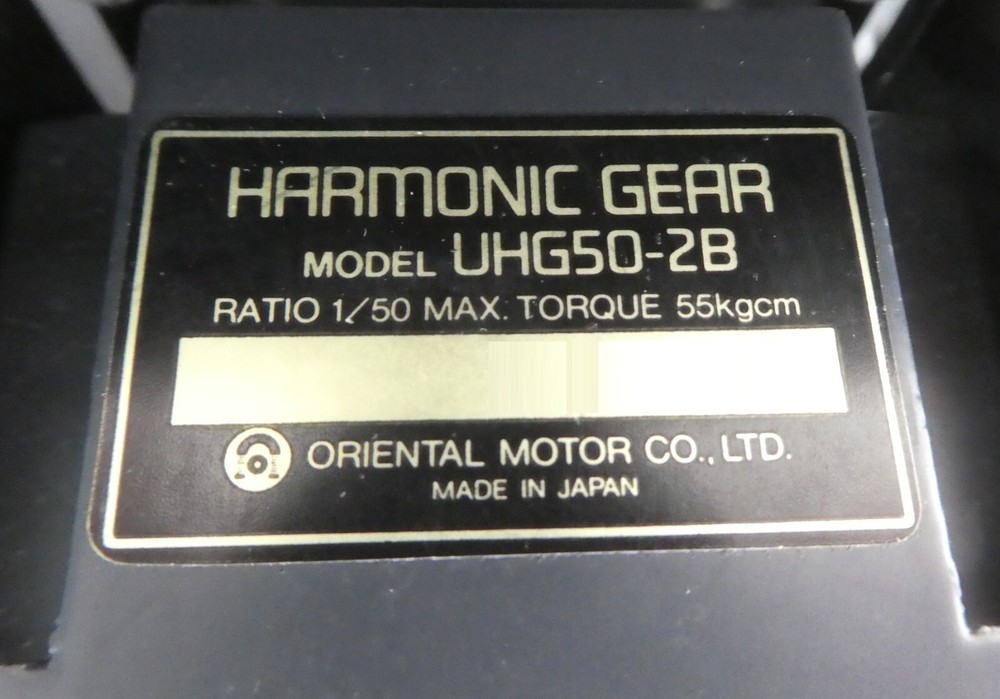 HARMONIC GEAR
MODEL UHG50-2B
RATIO 1/50 MAX. TORQUE 55kgcm
ORIENTAL MOTOR CO., LTD.
MADE IN JAPAN